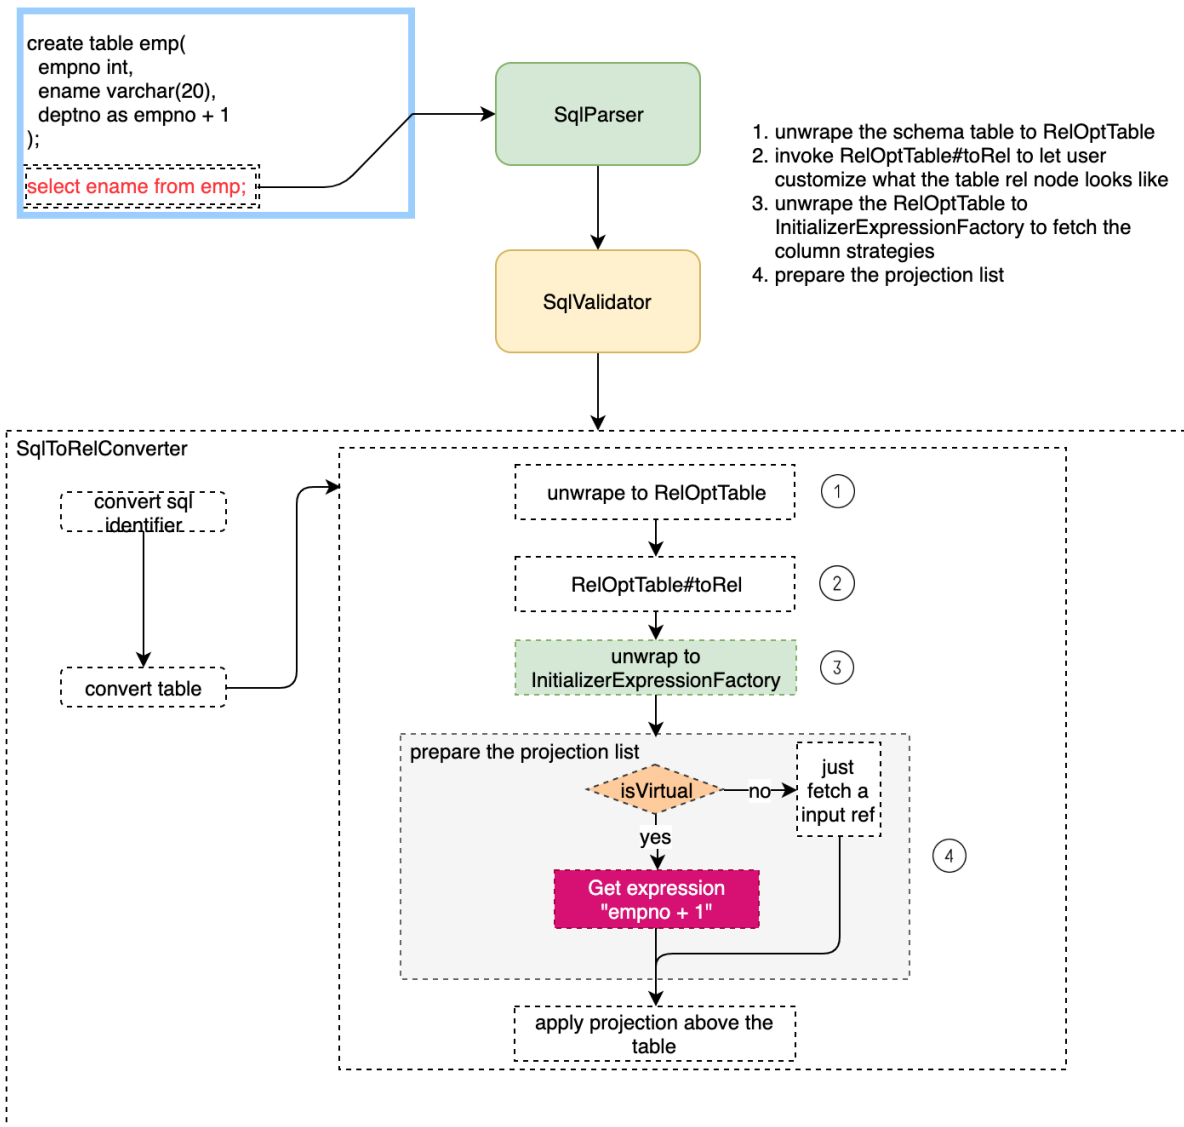 create table emp(
empno int,
ename varchar(20),
deptno as empno + 1
);
select ename from emp;
SqlParser
1. unwrape the schema table to RelOptTable
2. invoke RelOptTable#toRel to let user
customize what the table rel node looks like
3. unwrape the RelOptTable to
InitializerExpressionFactory to fetch the
column strategies
4. prepare the projection list
SqlValidator
SqlToRelConverter
convert sql
identifier
convert table
unwrape to RelOptTable
1
RelOptTable#toRel
2
unwrap to
InitializerExpressionFactory
3
prepare the projection list
isVirtual
no
just
fetch a
input ref
yes
Get expression
"empno + 1"
4
apply projection above the
table